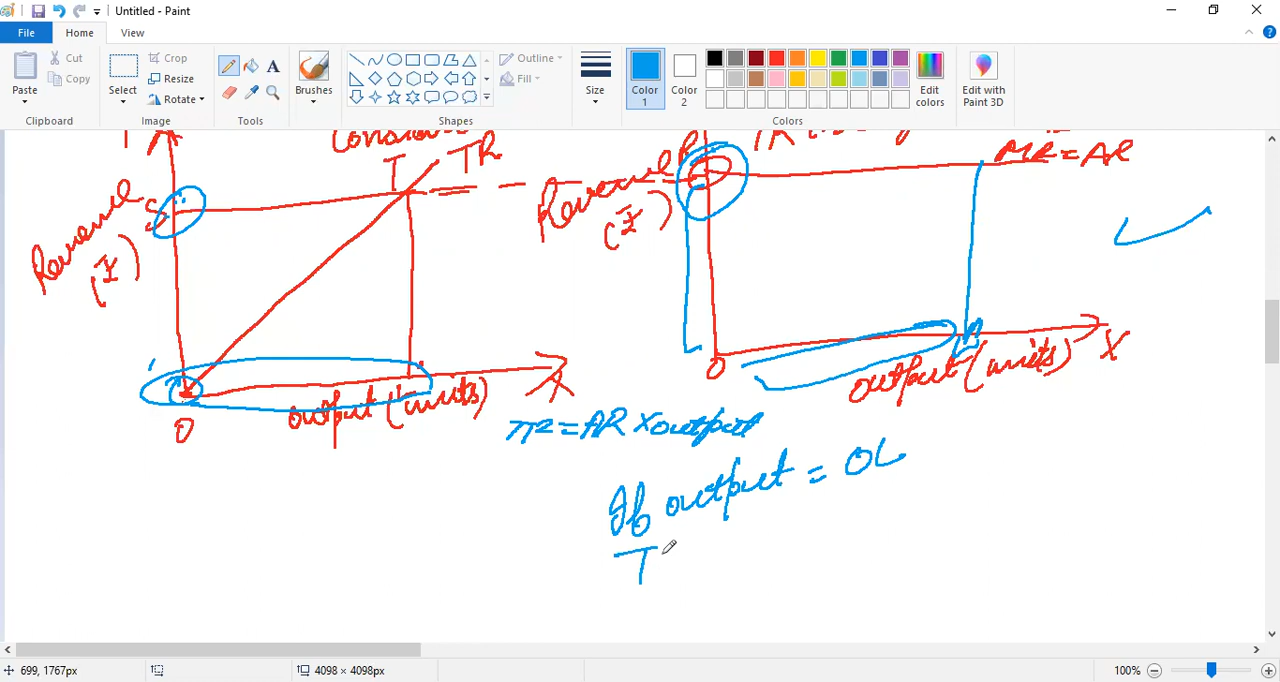 Untitled - Paint
File
Home
View
Paste
Cut
Copy
Clipboard
Select
Crop
Resize
Rotate
Image
Tools
Brushes
Outline
Fill
Shapes
Size
Color 1
Color 2
Edit colors
Edit with Paint 3D
Colors
T TR
S
Revenue
(₹)
O
output (units)
X
R
Revenue
(₹)
MR = AR
O
output (units)
X
TR = AR X output
If output = OL
T
699, 1767px
4098 × 4098px
100%